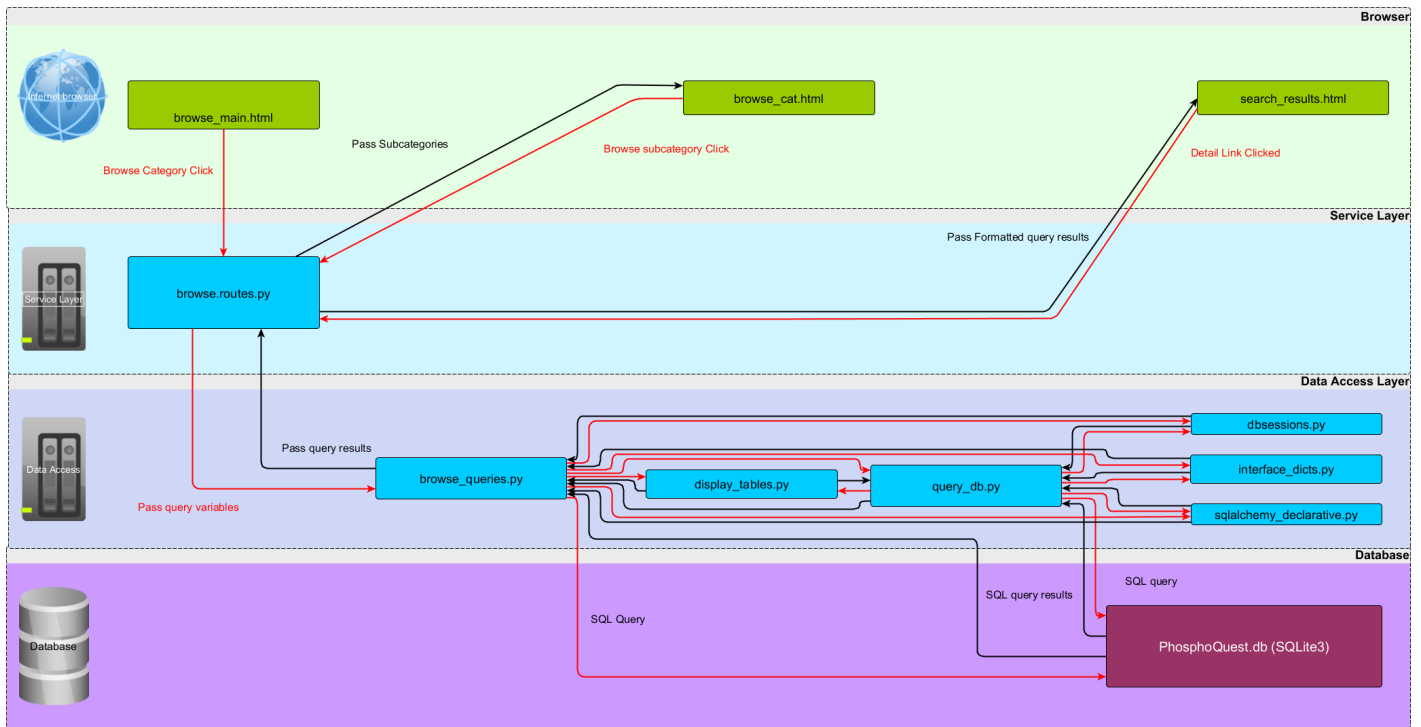 Browser
Internet browser
browse_main.html
browse_cat.html
search_results.html
Pass Subcategories
Browse subcategory Click
Detail Link Clicked
Browse Category Click
Service Layer
Pass Formatted query results
browse.routes.py
Service Layer
Data Access Layer
dbsessions.py
Pass query results
Data Access
browse_queries.py
display_tables.py
query_db.py
interface_dicts.py
Pass query variables
sqlalchemy_declarative.py
Database
SQL query
SQL query results
SQL Query
Database
PhosphoQuest.db (SQLite3)